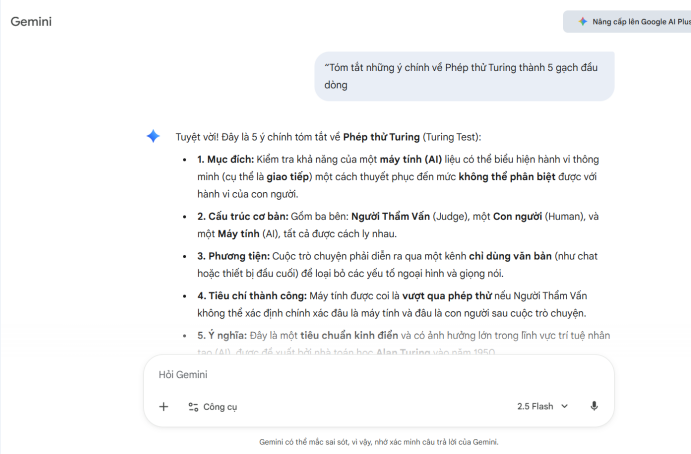 Gemini
Nâng cấp lên Google AI Plus
"Tóm tắt những ý chính về Phép thử Turing thành 5 gạch đầu
dòng
Tuyệt vời! Đây là 5 ý chính tóm tắt về Phép thử Turing (Turing Test):
• 1. Mục đích: Kiểm tra khả năng của một máy tính (AI) liệu có thể biểu hiện hành vi thông
minh (cụ thể là giao tiếp) một cách thuyết phục đến mức không thể phân biệt được với
hành vi của con người.
• 2. Cấu trúc cơ bản: Gồm ba bên: Người Thẩm Vấn (Judge), một Con người (Human), và
một Máy tính (AI), tất cả được cách ly nhau.
• 3. Phương tiện: Cuộc trò chuyện phải diễn ra qua một kênh chỉ dùng văn bản (như chat
hoặc thiết bị đầu cuối) để loại bỏ các yếu tố ngoại hình và giọng nói.
• 4. Tiêu chí thành công: Máy tính được coi là vượt qua phép thử nếu Người Thẩm Vấn
không thể xác định chính xác đâu là máy tính và đâu là con người sau cuộc trò chuyện.
• 5. Ý nghĩa: Đây là một tiêu chuẩn kinh điển và có ảnh hưởng lớn trong lĩnh vực trí tuệ nhân
tạo (AI), được đề xuất bởi nhà toán học Alan Turing vào năm 1950
Hỏi Gemini
Công cụ
2.5 Flash
Gemini có thể mắc sai sót, vì vậy, nhớ xác minh câu trả lời của Gemini.